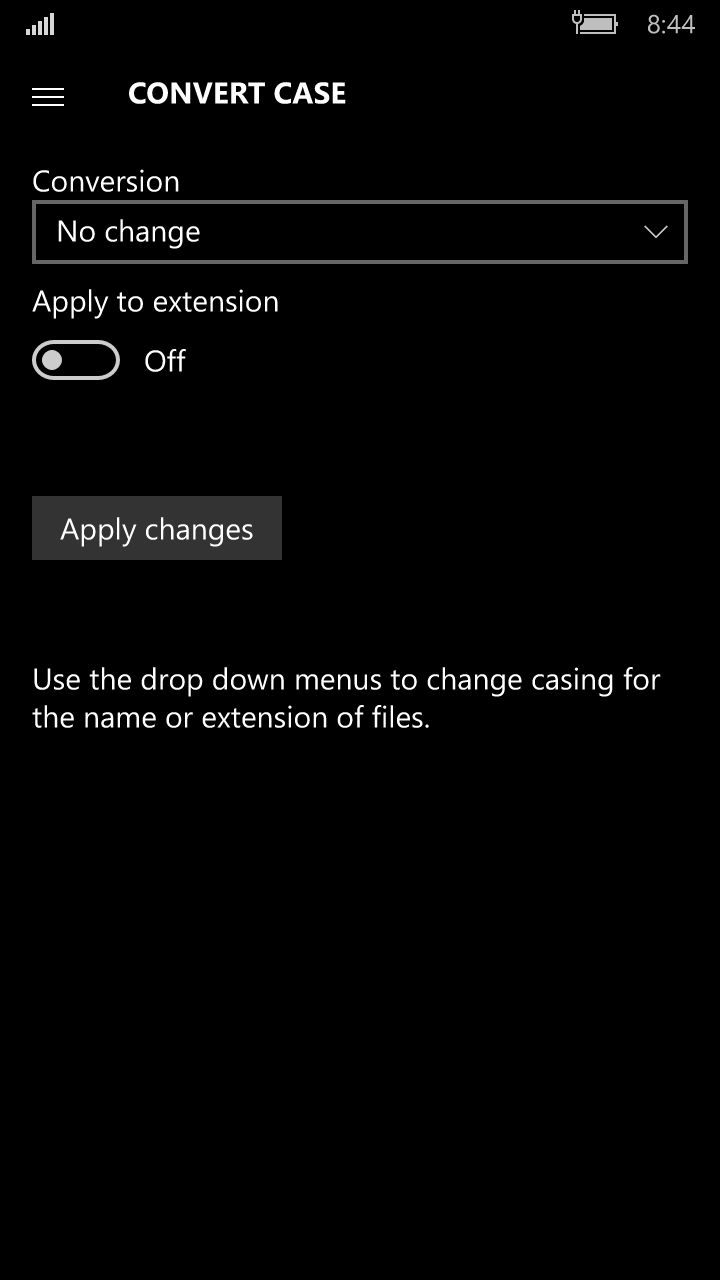 8:44
CONVERT CASE
Conversion
No change
Apply to extension
Off
Apply changes
Use the drop down menus to change casing for
the name or extension of files.